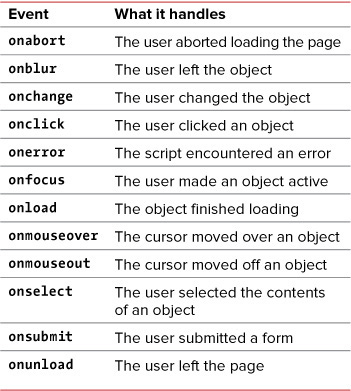 Event What it handles
onabort The user aborted loading the page
onblur The user left the object
onchange The user changed the object
onclick The user clicked an object
onerror The script encountered an error
onfocus The user made an object active
onload The object finished loading
onmouseover The cursor moved over an object
onmouseout The cursor moved off an object
onselect The user selected the contents
of an object
onsubmit The user submitted a form
onunload The user left the page